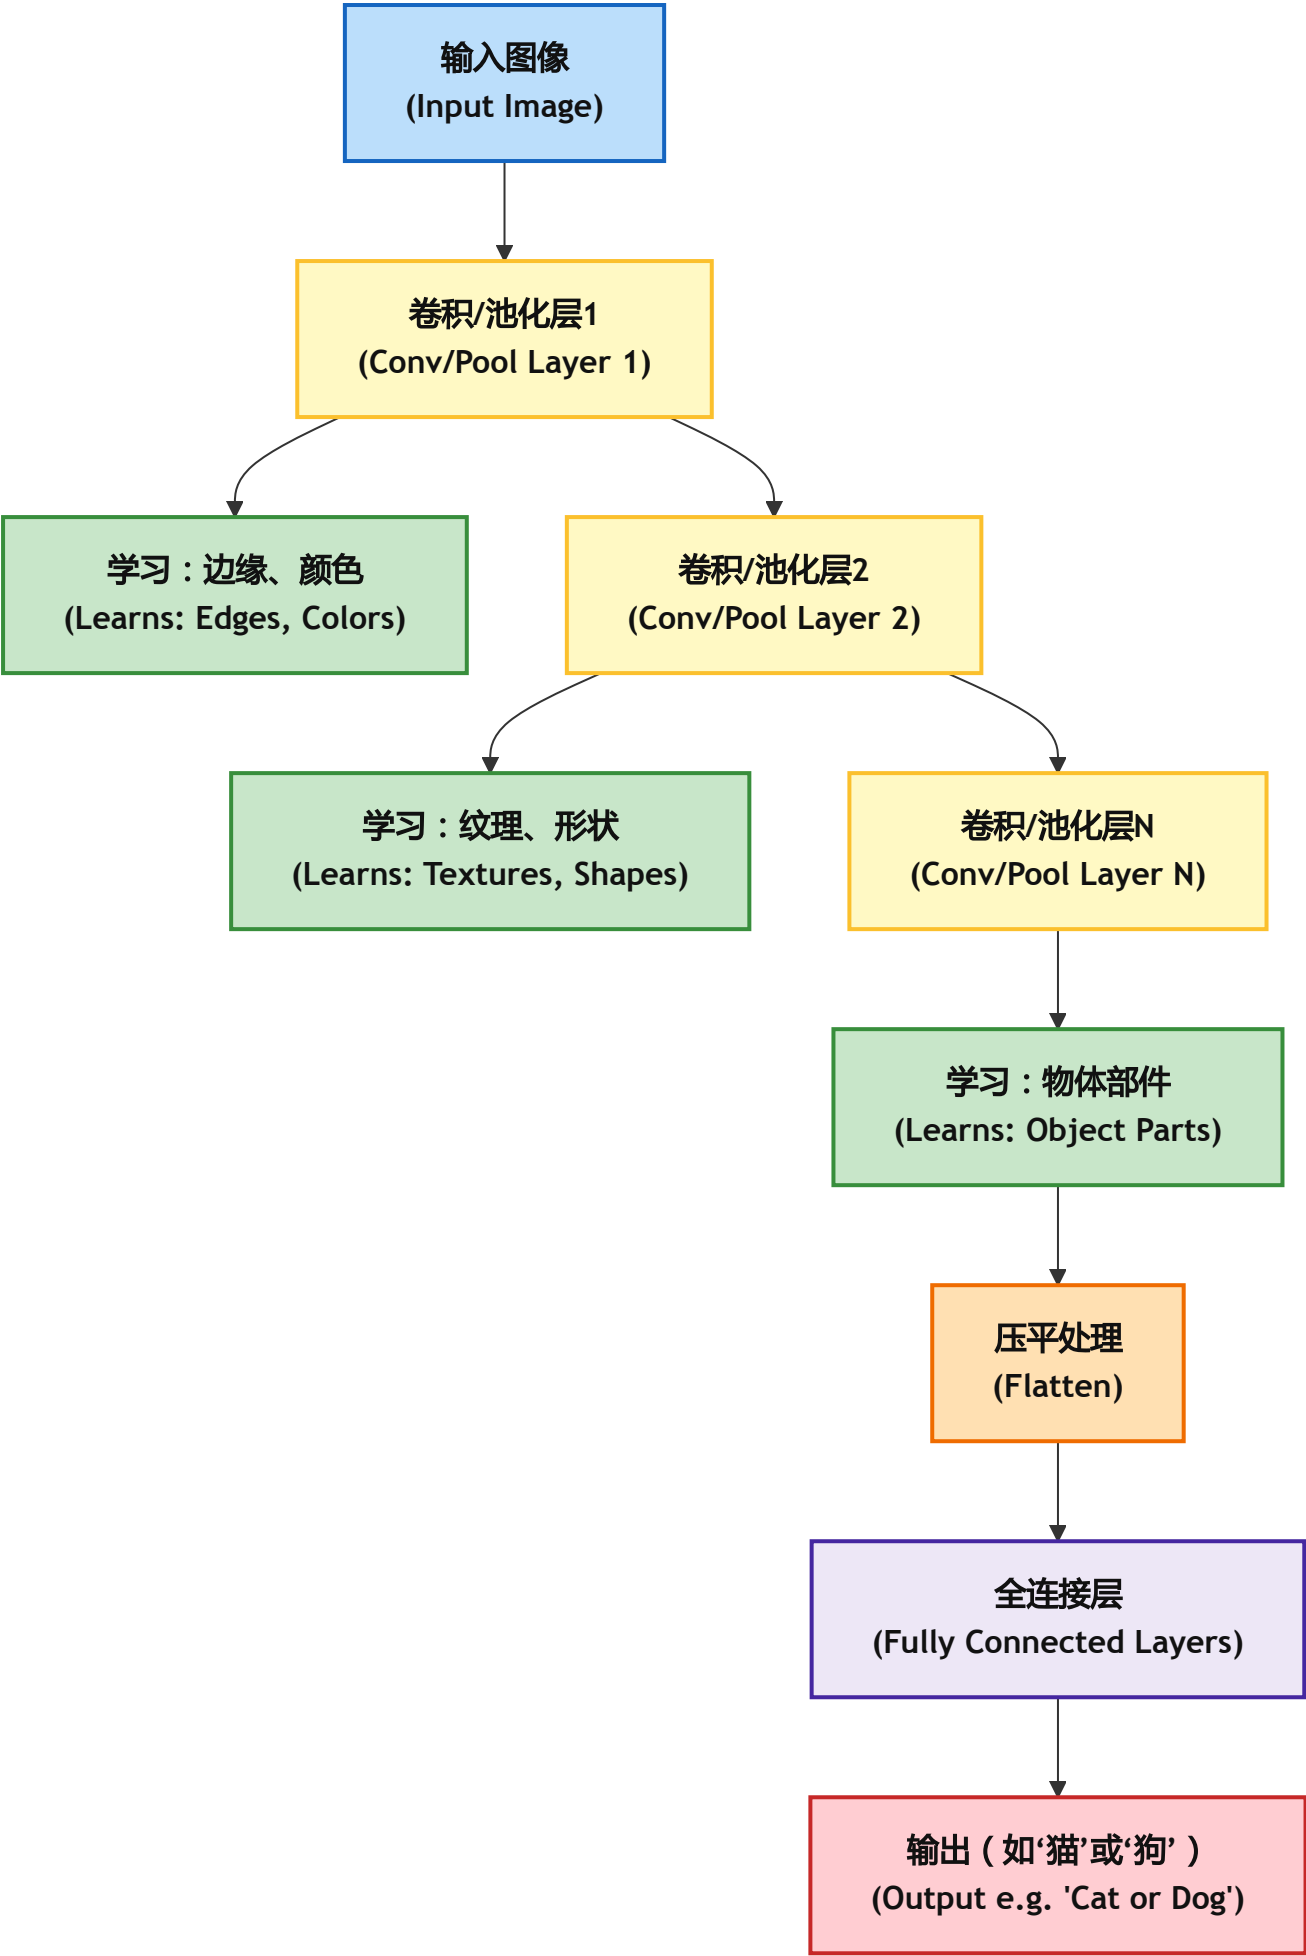 输入图像
(Input Image)
卷积/池化层1
(Conv/Pool Layer 1)
学习：边缘、颜色
(Learns: Edges, Colors)
卷积/池化层2
(Conv/Pool Layer 2)
学习：纹理、形状
(Learns: Textures, Shapes)
卷积/池化层N
(Conv/Pool Layer N)
学习：物体部件
(Learns: Object Parts)
压平处理
(Flatten)
全连接层
(Fully Connected Layers)
输出（如‘猫’或‘狗’）
(Output e.g. 'Cat or Dog')